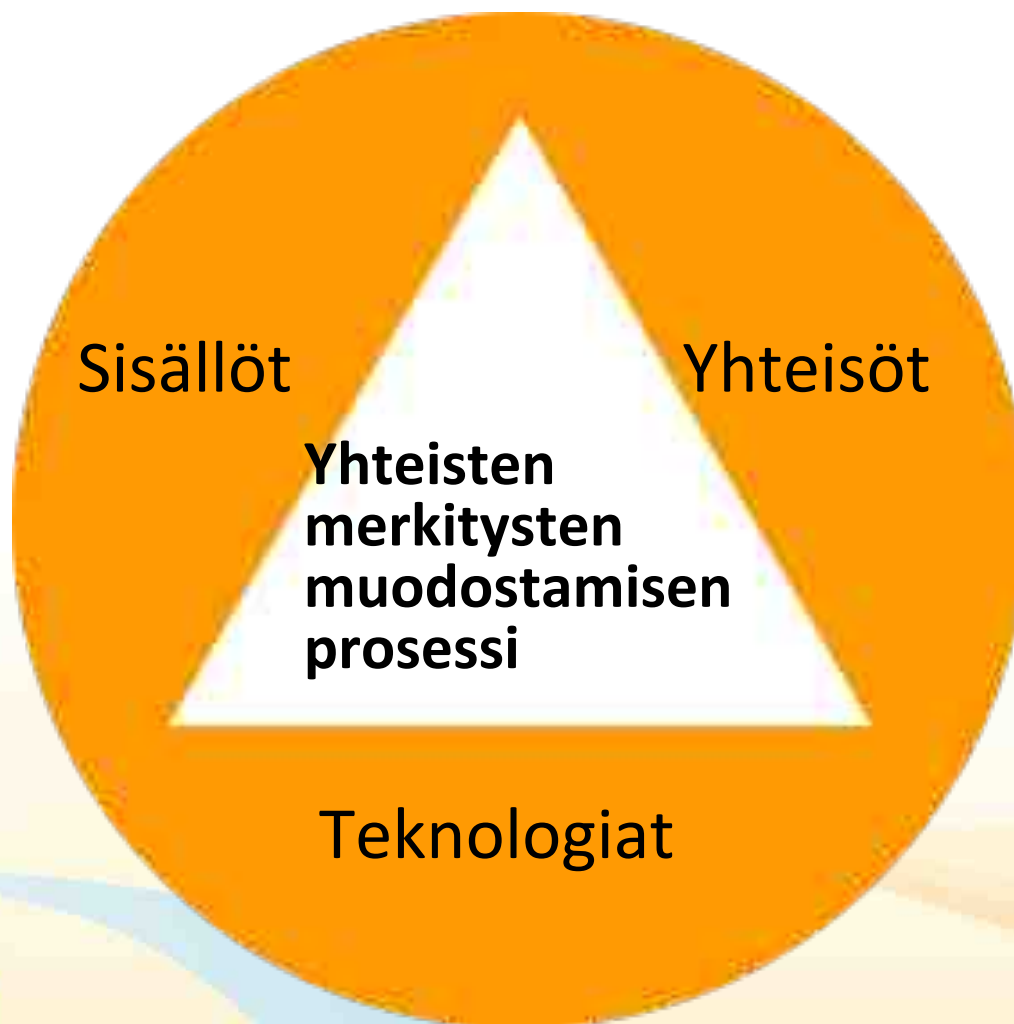 Sisällöt
Yhteisöt
Yhteisten
merkitysten
muodostamisen
prosessi
Teknologiat